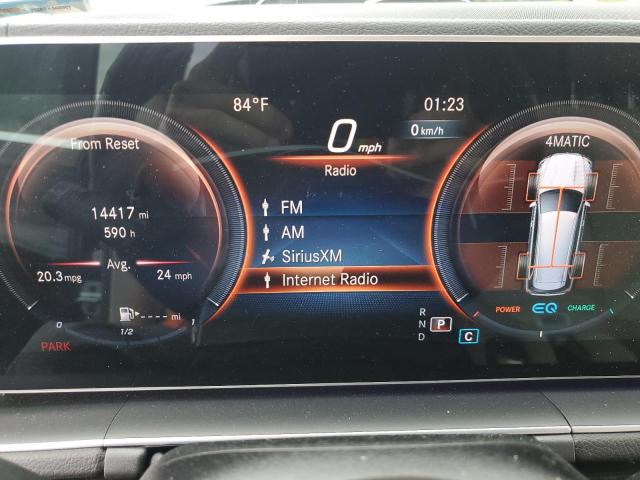 84°F
01:23
0 mph
0 km/h
Radio
FM
AM
SiriusXM
Internet Radio
From Reset
14417 mi
590 h
Avg.
20.3 mpg 24 mph
---- mi
0 1/2 1
PARK
4MATIC
POWER EQ CHARGE
R
N P
D C